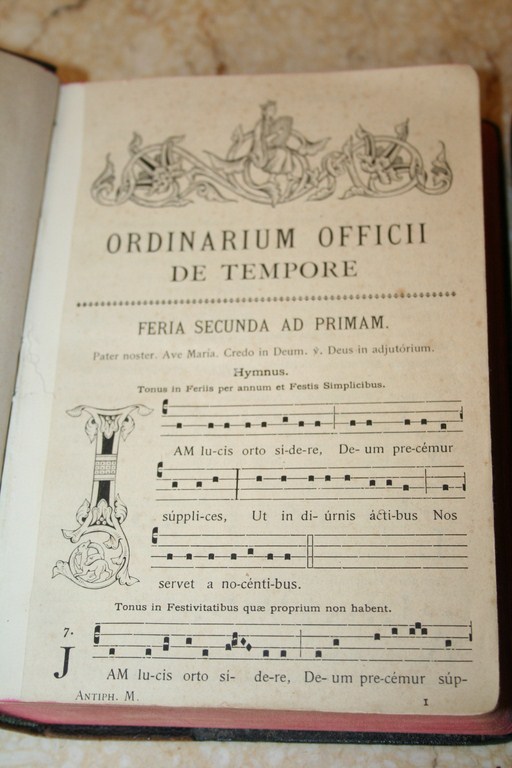 ORDINARIUM OFFICII
DE TEMPORE
FERIA SECUNDA AD PRIMAM.
Pater noster. Ave María. Credo in Deum. ℣. Deus in adjutórium.
Hymnus.
Tonus in Feriis per annum et Festis Simplicibus.
JAM lu-cis orto si-de-re, De-um pre-cémur
súppli-ces, Ut in di-úrnis ácti-bus Nos
servet a no-cénti-bus.
Tonus in Festivitatibus quæ proprium non habent.
7.
JAM lu-cis orto si-de-re, De-um pre-cémur súp-
ANTIPH. M. 1